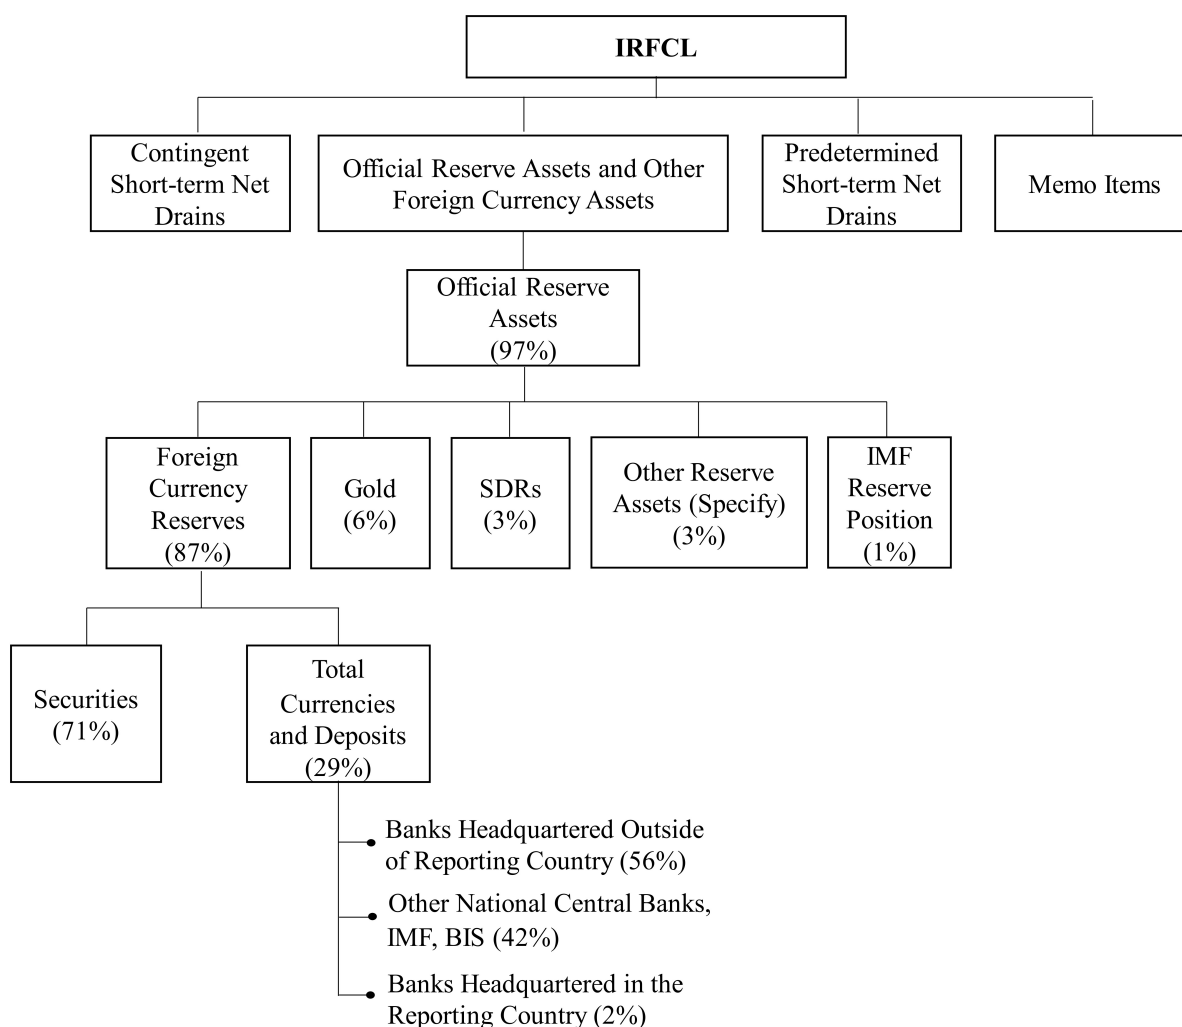 IRFCL
Contingent
Short-term Net
Drains
Official Reserve Assets and Other
Foreign Currency Assets
Predetermined
Short-term Net
Drains
Memo Items
Official Reserve
Assets
(97%)
Foreign
Currency
Reserves
(87%)
Gold
(6%)
SDRs
(3%)
Other Reserve
Assets (Specify)
(3%)
IMF
Reserve
Position
(1%)
Securities
(71%)
Total
Currencies
and Deposits
(29%)
Banks Headquartered Outside
of Reporting Country (56%)
Other National Central Banks,
IMF, BIS (42%)
Banks Headquartered in the
Reporting Country (2%)